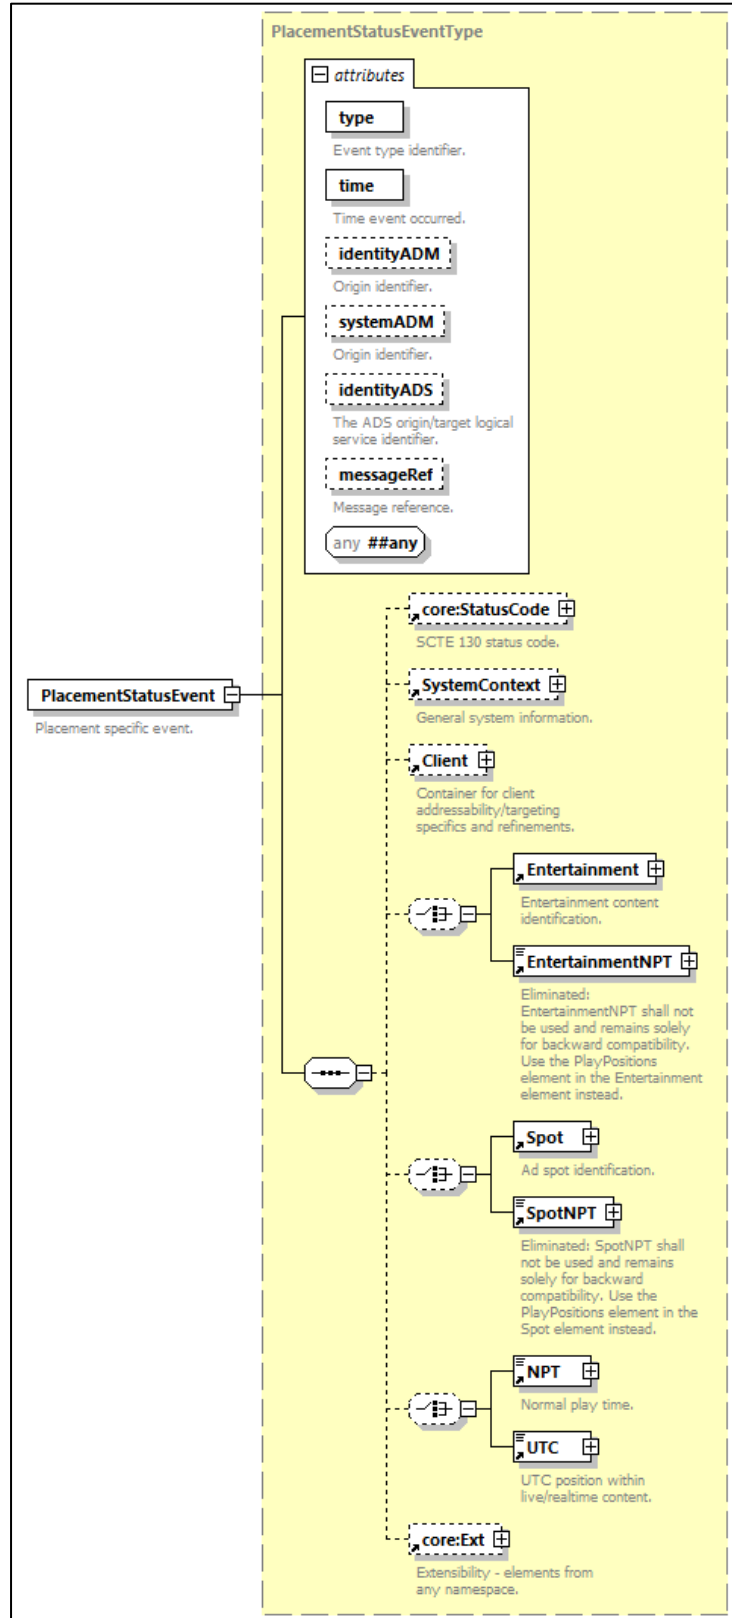 PlacementStatusEventType
attributes
type
Event type identifier.
time
Time event occurred.
identityADM
Origin identifier.
systemADM
Origin identifier.
identityADS
The ADS origin/target logical
service identifier.
messageRef
Message reference.
any ##any
core:StatusCode
SCTE 130 status code.
PlacementStatusEvent
Placement specific event.
SystemContext
General system information.
Client
Container for client
addressability/targeting
specifics and refinements.
Entertainment
Entertainment content
identification.
EntertainmentNPT
Eliminated:
EntertainmentNPT shall not
be used and remains solely
for backward compatibility.
Use the PlayPositions
element in the Entertainment
element instead.
Spot
Ad spot identification.
SpotNPT
Eliminated: SpotNPT shall
not be used and remains
solely for backward
compatibility. Use the
PlayPositions element in the
Spot element instead.
NPT
Normal play time.
UTC
UTC position within
live/realtime content.
core:Ext
Extensibility - elements from
any namespace.